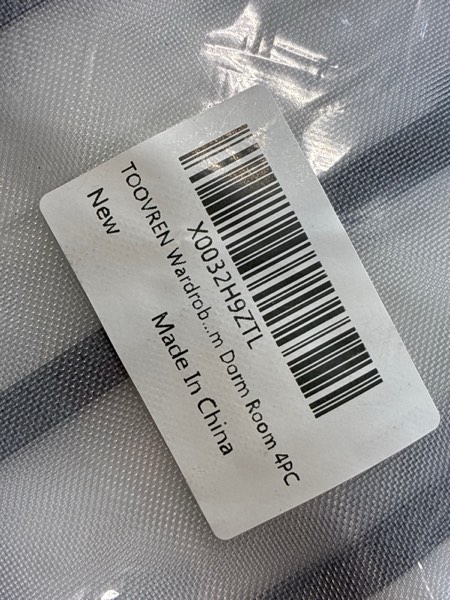 X0032H9ZTL
TOOVREN Wardrob...m Dorm Room 4PC
New
Made In China